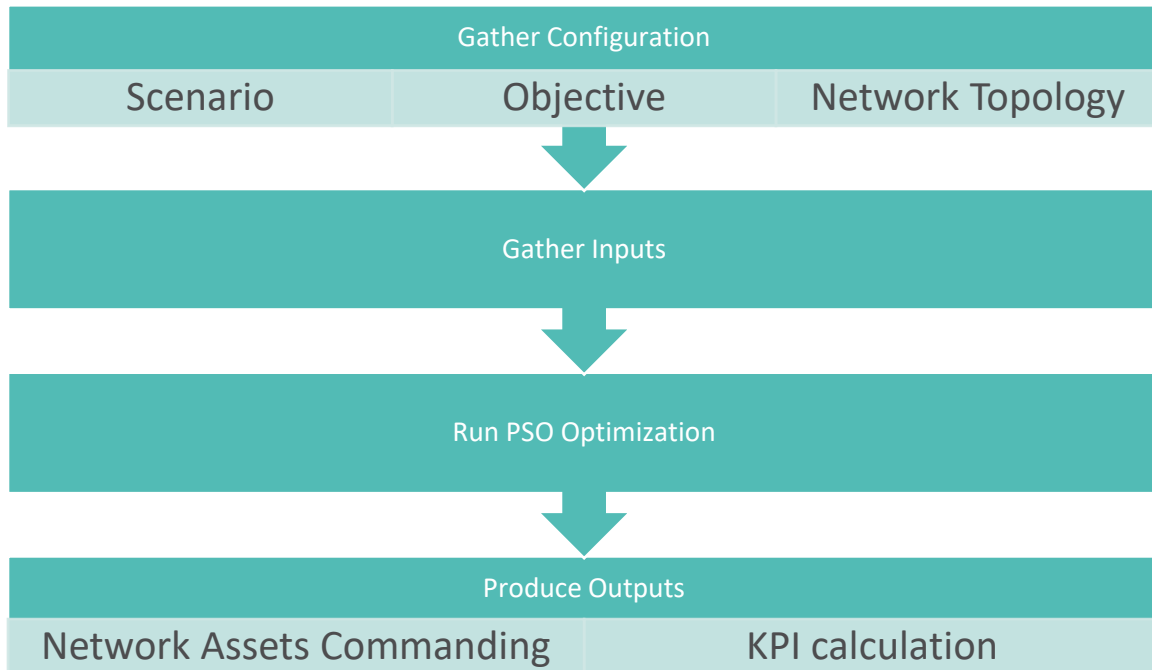 Gather Configuration
Scenario Objective Network Topology
Gather Inputs
Run PSO Optimization
Produce Outputs
Network Assets Commanding KPI calculation